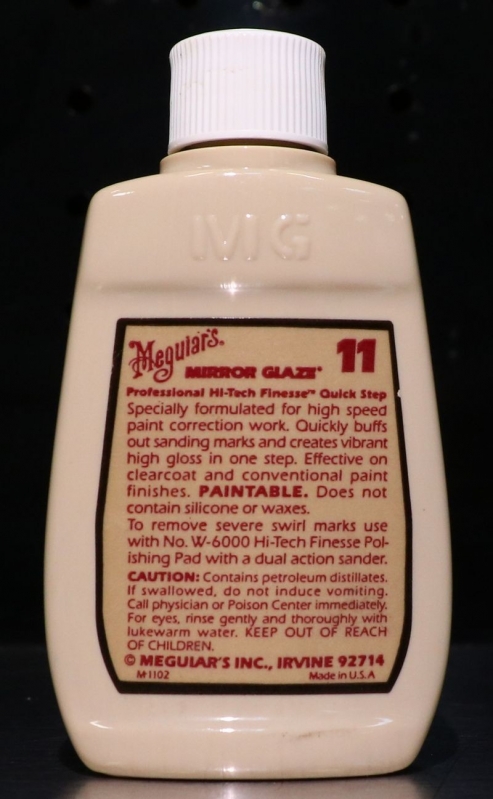 MG
Meguiar's
MIRROR GLAZE® 11
Professional Hi-Tech Finesse™ Quick Step
Specially formulated for high speed
paint correction work. Quickly buffs
out sanding marks and creates vibrant
high gloss in one step. Effective on
clearcoat and conventional paint
finishes. PAINTABLE. Does not
contain silicone or waxes.
To remove severe swirl marks use
with No. W-6000 Hi-Tech Finesse Pol-
ishing Pad with a dual action sander.
CAUTION: Contains petroleum distillates.
If swallowed, do not induce vomiting.
Call physician or Poison Center immediately.
For eyes, rinse gently and thoroughly with
lukewarm water. KEEP OUT OF REACH
OF CHILDREN.
© MEGUIAR'S INC., IRVINE 92714
M-1102 Made in U.S.A